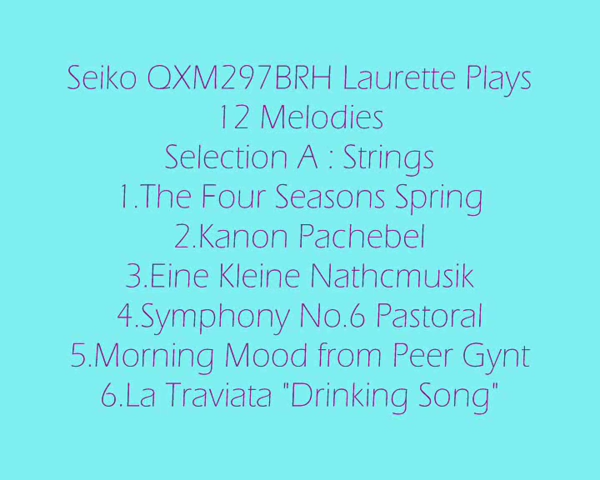 Seiko QXM297BRH Laurette Plays
12 Melodies
Selection A : Strings
1.The Four Seasons Spring
2.Kanon Pachebel
3.Eine Kleine Nathcmusik
4.Symphony No.6 Pastoral
5.Morning Mood from Peer Gynt
6.La Traviata "Drinking Song"